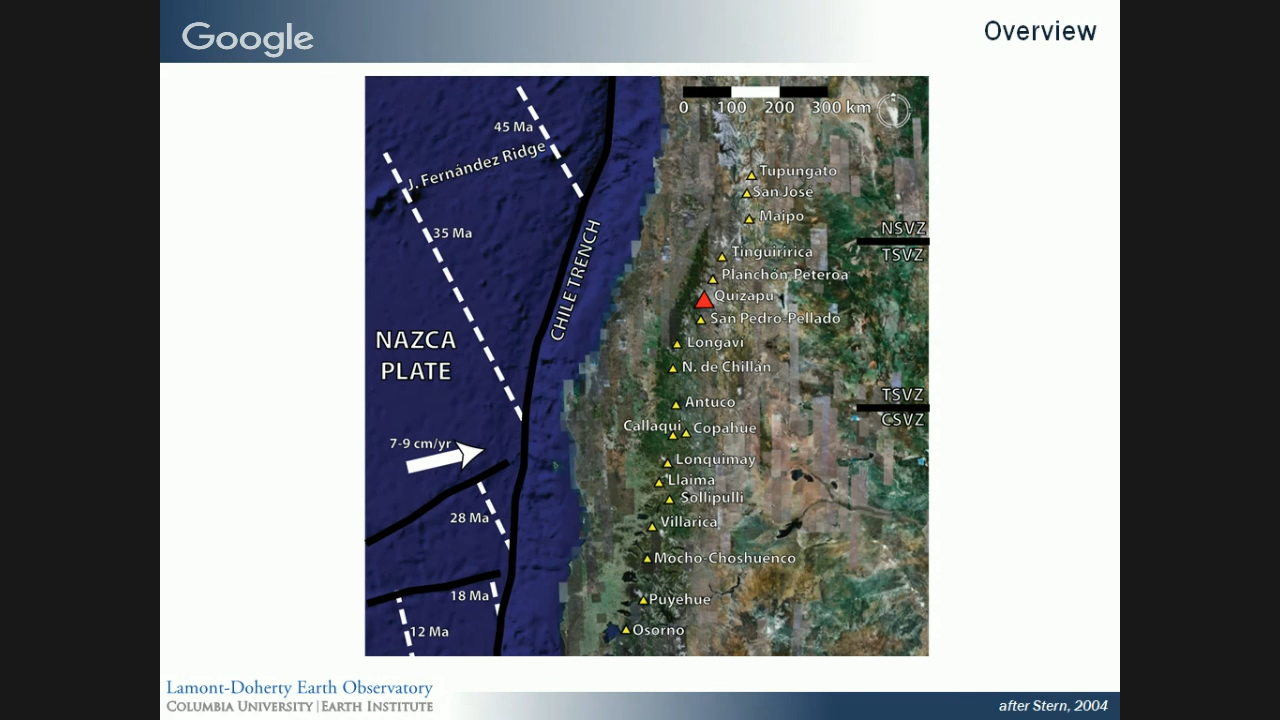 Google
Overview
0 100 200 300 km
45 Ma
J. Fernández Ridge
35 Ma
CHILE TRENCH
NAZCA
PLATE
7-9 cm/yr
28 Ma
18 Ma
12 Ma
Tupungato
San José
Maipo
NSVZ
TSVZ
Tinguiririca
Planchón-Peteroa
Quizapu
San Pedro-Pellado
Longaví
N. de Chillán
TSVZ
CSVZ
Antuco
Callaqui
Copahue
Lonquimay
Llaima
Sollipulli
Villarica
Mocho-Choshuenco
Puyehue
Osorno
Lamont-Doherty Earth Observatory
COLUMBIA UNIVERSITY | EARTH INSTITUTE
after Stern, 2004